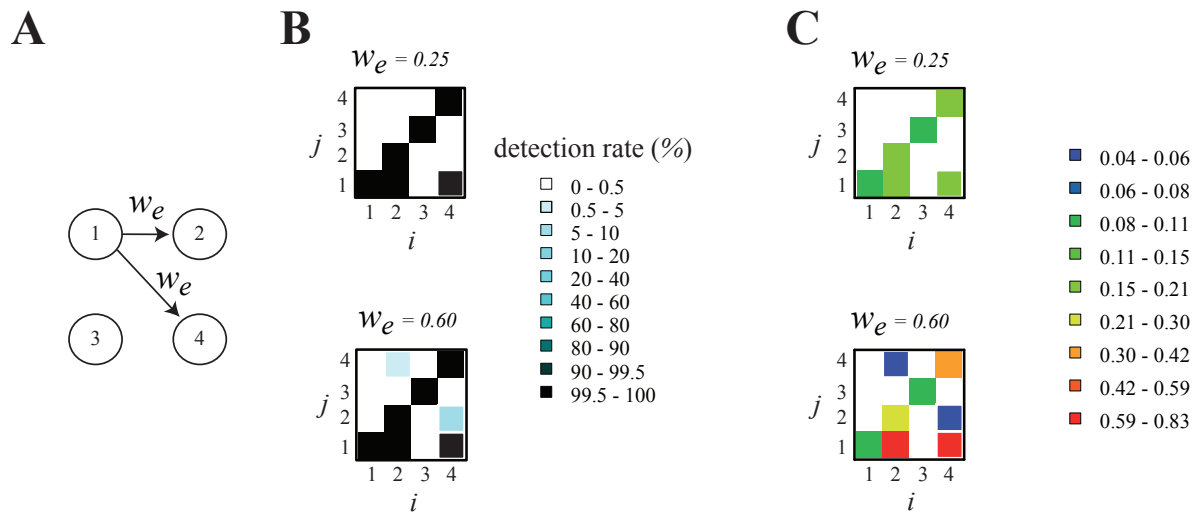 A
1
w_e
2
w_e
3
4
B
w_e = 0.25
4
3
2
1
j
1 2 3 4
i
w_e = 0.60
4
3
2
1
j
1 2 3 4
i
detection rate (%)
0 - 0.5
0.5 - 5
5 - 10
10 - 20
20 - 40
40 - 60
60 - 80
80 - 90
90 - 99.5
99.5 - 100
C
w_e = 0.25
4
3
2
1
j
1 2 3 4
i
w_e = 0.60
4
3
2
1
j
1 2 3 4
i
0.04 - 0.06
0.06 - 0.08
0.08 - 0.11
0.11 - 0.15
0.15 - 0.21
0.21 - 0.30
0.30 - 0.42
0.42 - 0.59
0.59 - 0.83